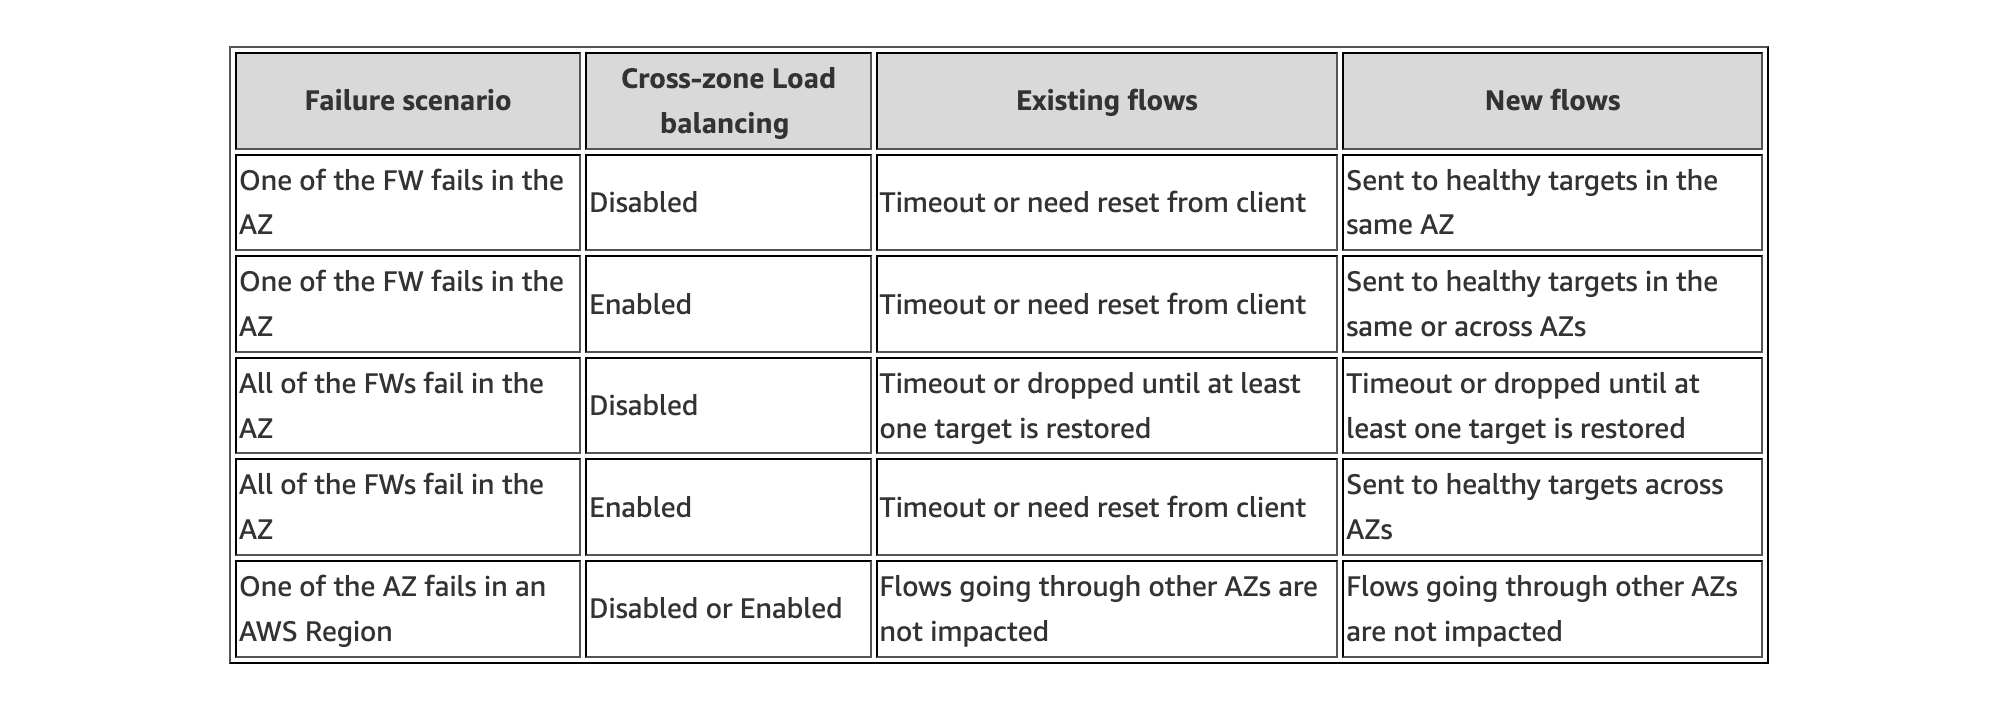 Failure scenario
Cross-zone Load
balancing
Existing flows
New flows
One of the FW fails in the
AZ
Disabled
Timeout or need reset from client
Sent to healthy targets in the
same AZ
One of the FW fails in the
AZ
Enabled
Timeout or need reset from client
Sent to healthy targets in the
same or across AZs
All of the FWs fail in the
AZ
Disabled
Timeout or dropped until at least
one target is restored
Timeout or dropped until at
least one target is restored
All of the FWs fail in the
AZ
Enabled
Timeout or need reset from client
Sent to healthy targets across
AZs
One of the AZ fails in an
AWS Region
Disabled or Enabled
Flows going through other AZs are
not impacted
Flows going through other AZs
are not impacted